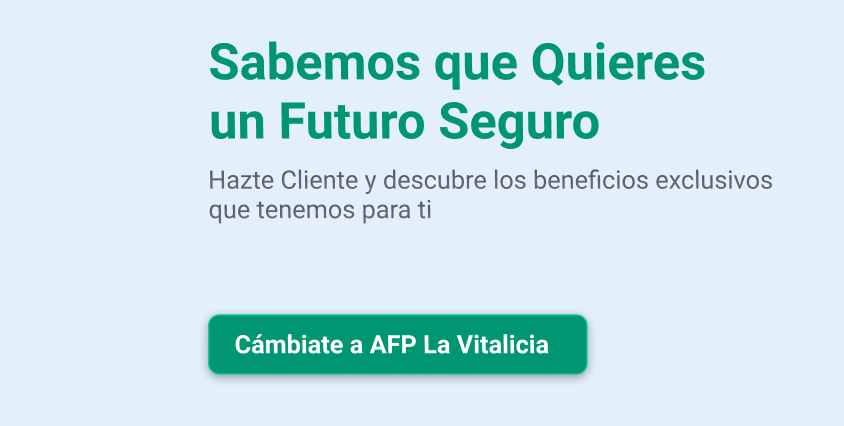 Sabemos que Quieres
un Futuro Seguro
Hazte Cliente y descubre los beneficios exclusivos
que tenemos para ti
Cámbiate a AFP La Vitalicia